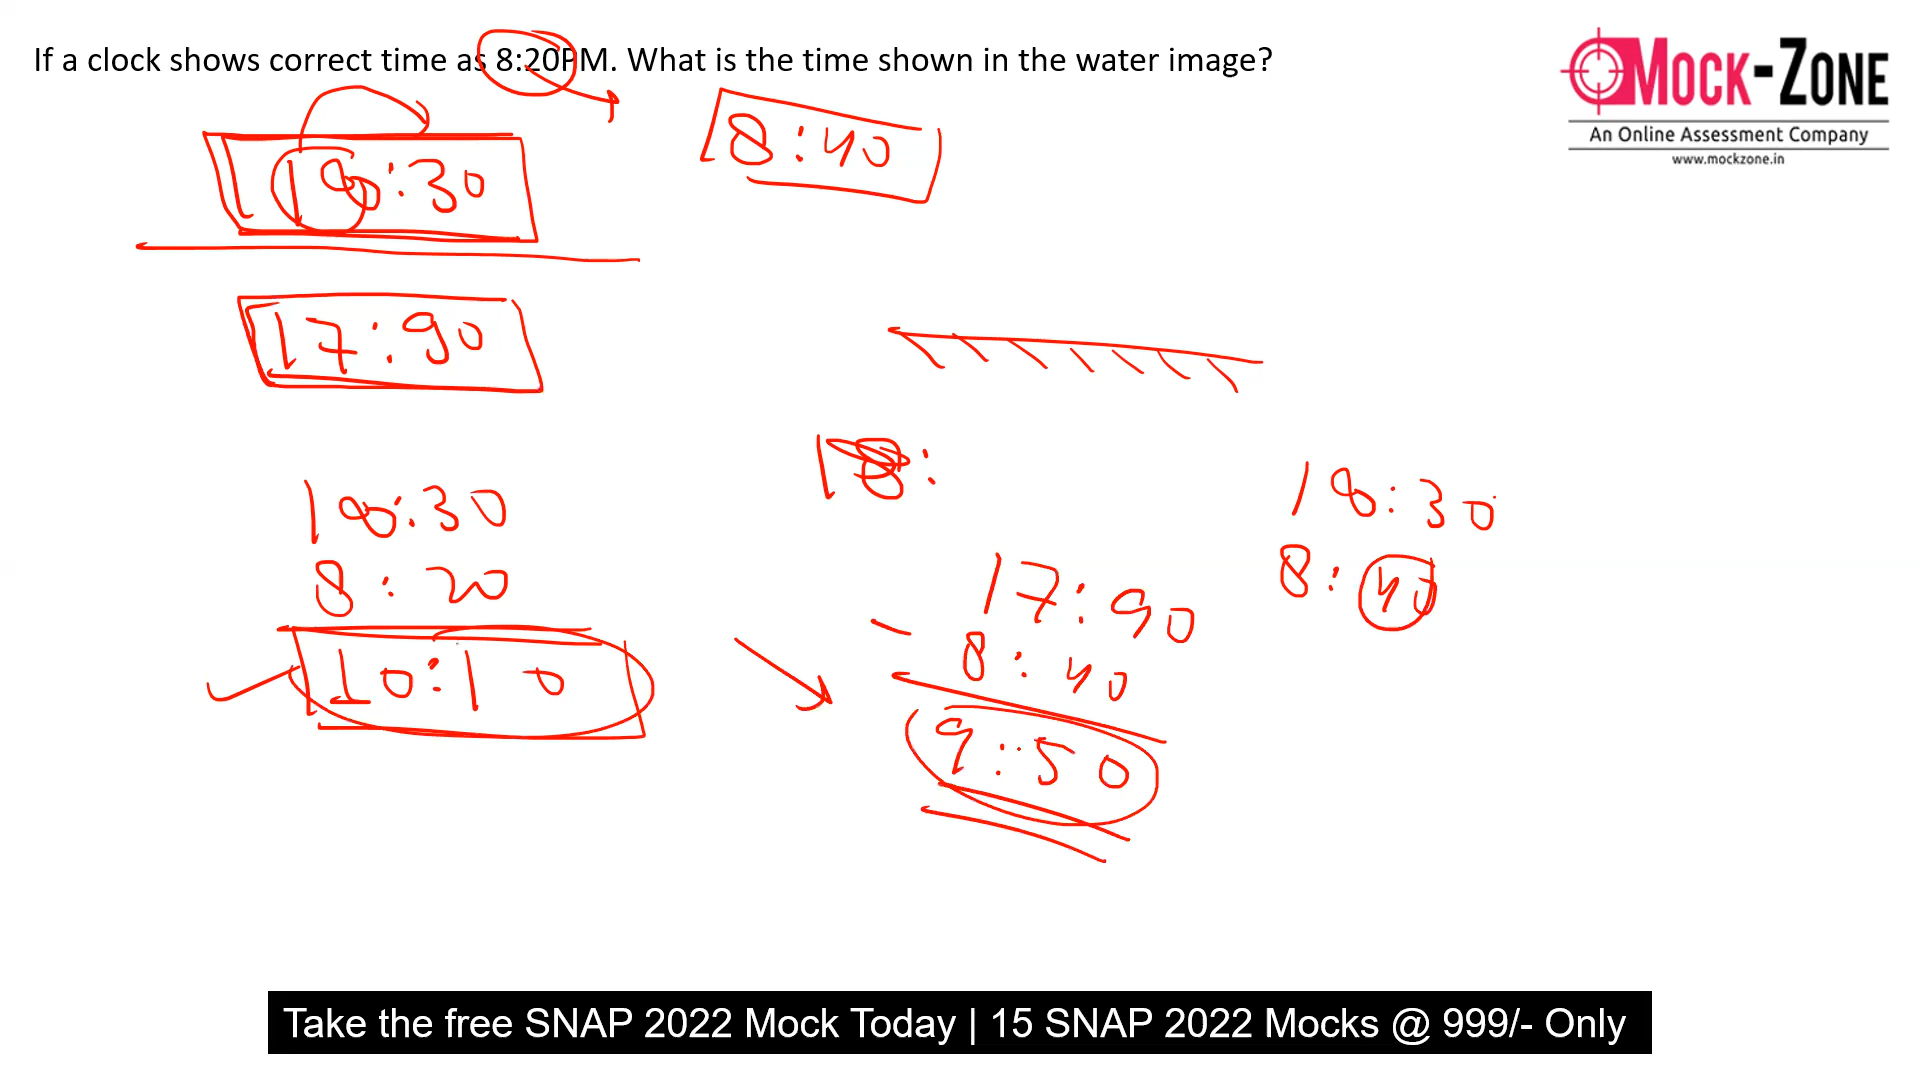 If a clock shows correct time as 8:20PM. What is the time shown in the water image?
MOCK-ZONE
An Online Assessment Company
www.mockzone.in
8:40
18:30
17:90
18:
18:30
8:20
10:10
17:90
- 8:40
9:50
18:30
8:40
Take the free SNAP 2022 Mock Today | 15 SNAP 2022 Mocks @ 999/- Only